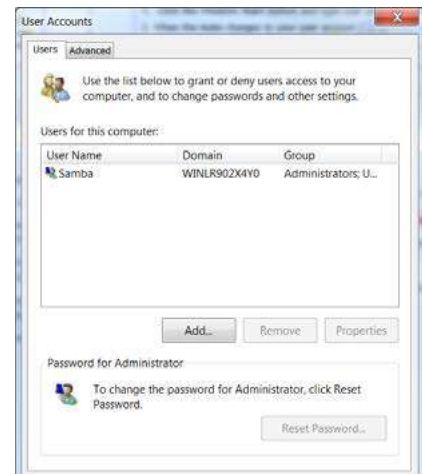 User Accounts
Users Advanced
Use the list below to grant or deny users access to your
computer, and to change passwords and other settings.
Users for this computer:
User Name Domain Group
Samba WINLR902X4Y0 Administrators; U...
Add... Remove Properties
Password for Administrator
To change the password for Administrator, click Reset
Password.
Reset Password...